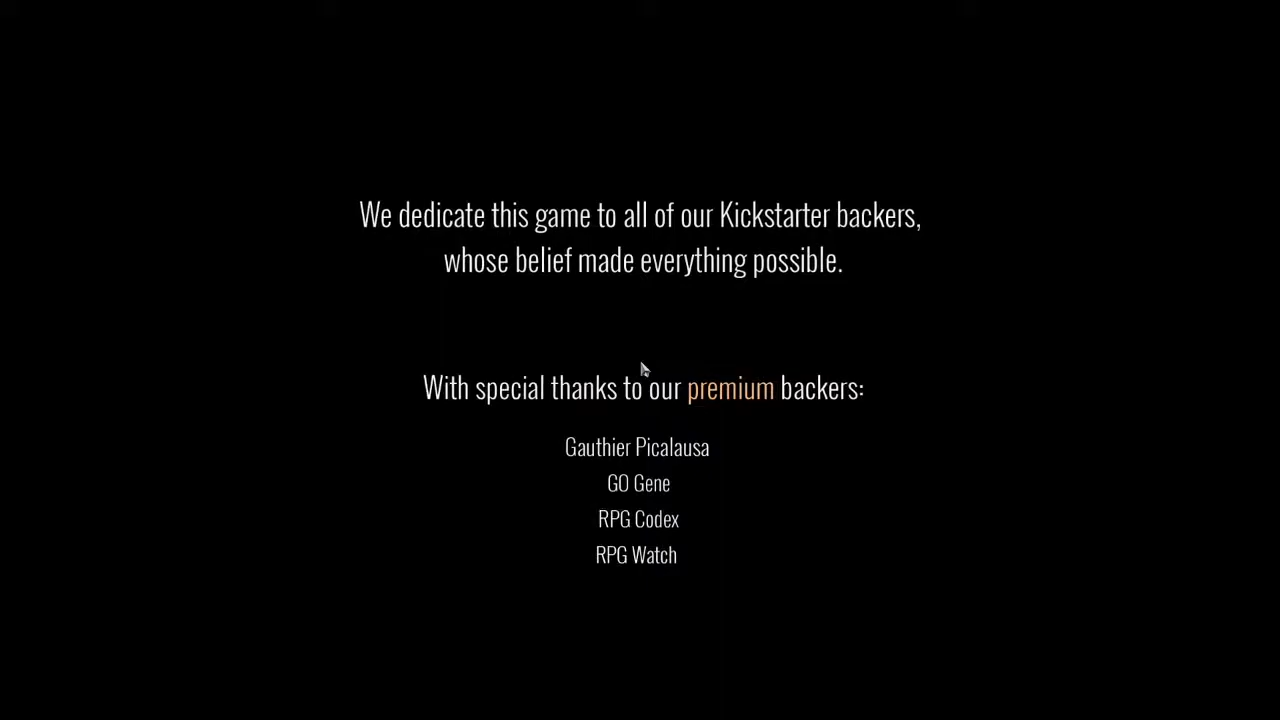 We dedicate this game to all of our Kickstarter backers,
whose belief made everything possible.
With special thanks to our premium backers:
Gauthier Picalausa
GO Gene
RPG Codex
RPG Watch